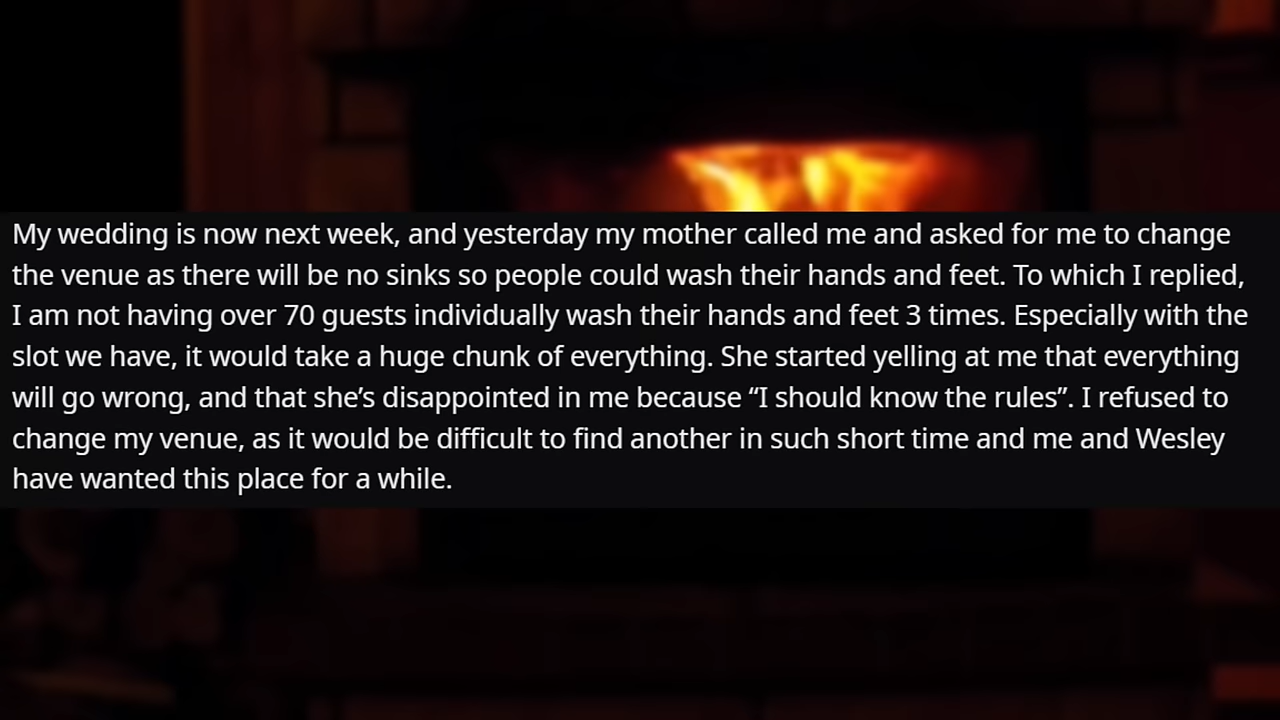 My wedding is now next week, and yesterday my mother called me and asked for me to change
the venue as there will be no sinks so people could wash their hands and feet. To which I replied,
I am not having over 70 guests individually wash their hands and feet 3 times. Especially with the
slot we have, it would take a huge chunk of everything. She started yelling at me that everything
will go wrong, and that she’s disappointed in me because “I should know the rules”. I refused to
change my venue, as it would be difficult to find another in such short time and me and Wesley
have wanted this place for a while.